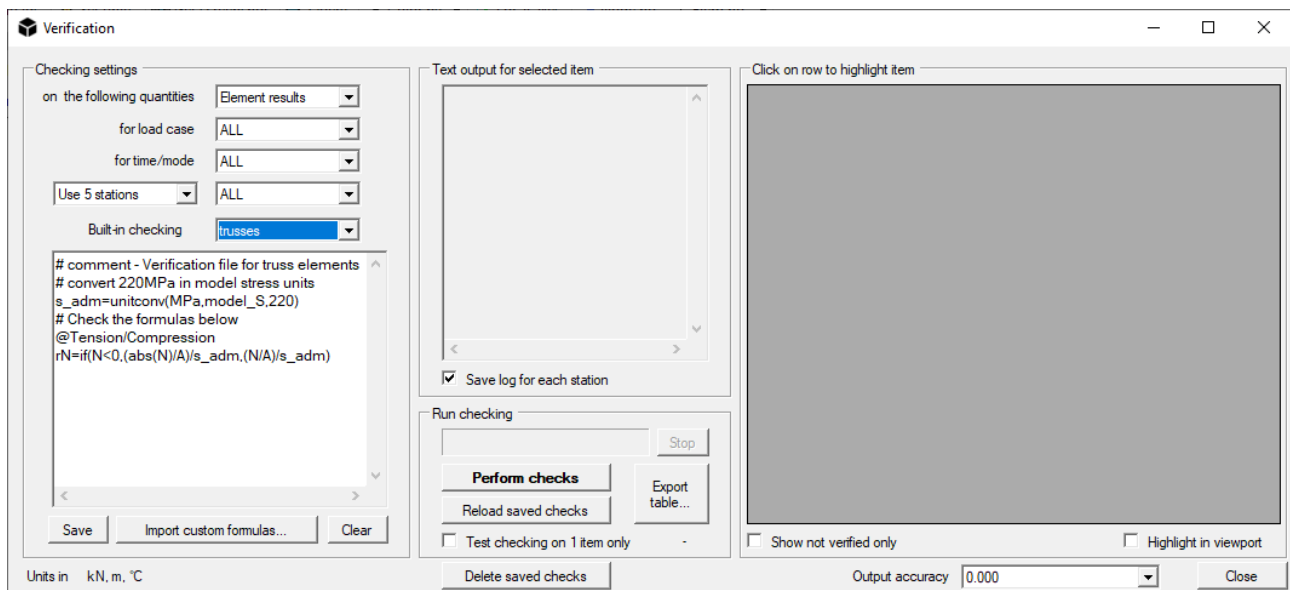 Verification
Checking settings
on the following quantities
Element results
for load case
ALL
for time/mode
ALL
Use 5 stations
ALL
Built-in checking
trusses
# comment - Verification file for truss elements
# convert 220MPa in model stress units
s_adm=unitconv(MPa,model_S,220)
# Check the formulas below
@Tension/Compression
rN=if(N<0,(abs(N)/A)/s_adm,(N/A)/s_adm)
Save
Import custom formulas...
Clear
Units in kN, m, °C
Text output for selected item
Save log for each station
Run checking
Stop
Perform checks
Reload saved checks
Export
table...
Test checking on 1 item only
-
Delete saved checks
Click on row to highlight item
Show not verified only
Highlight in viewport
Output accuracy
0.000
Close